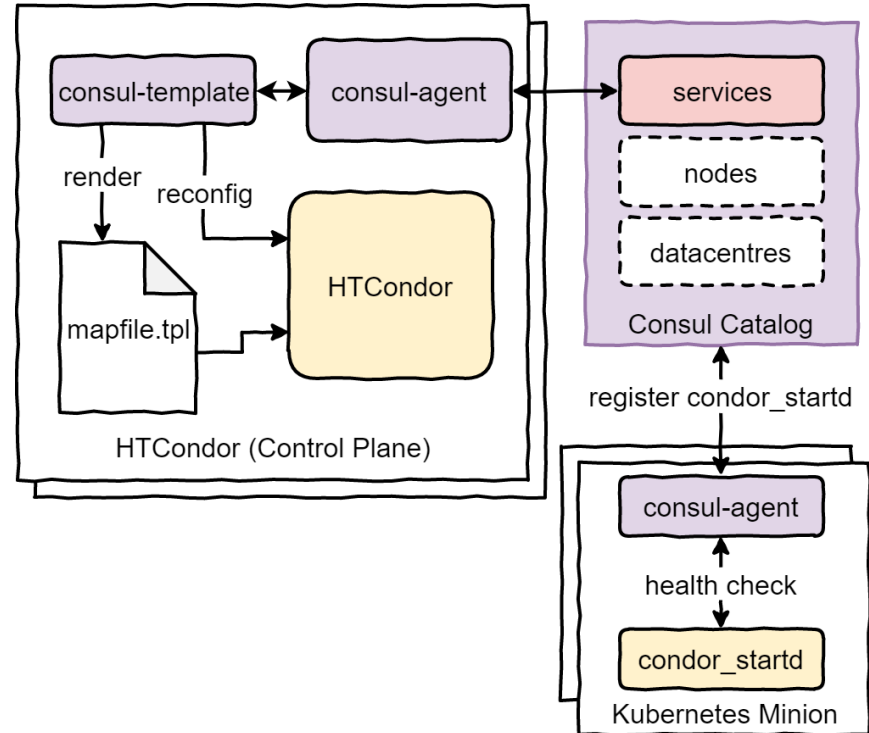 consul-template
consul-agent
render
reconfig
mapfile.tpl
HTCondor
HTCondor (Control Plane)
services
nodes
datacentres
Consul Catalog
register condor_startd
consul-agent
health check
condor_startd
Kubernetes Minion